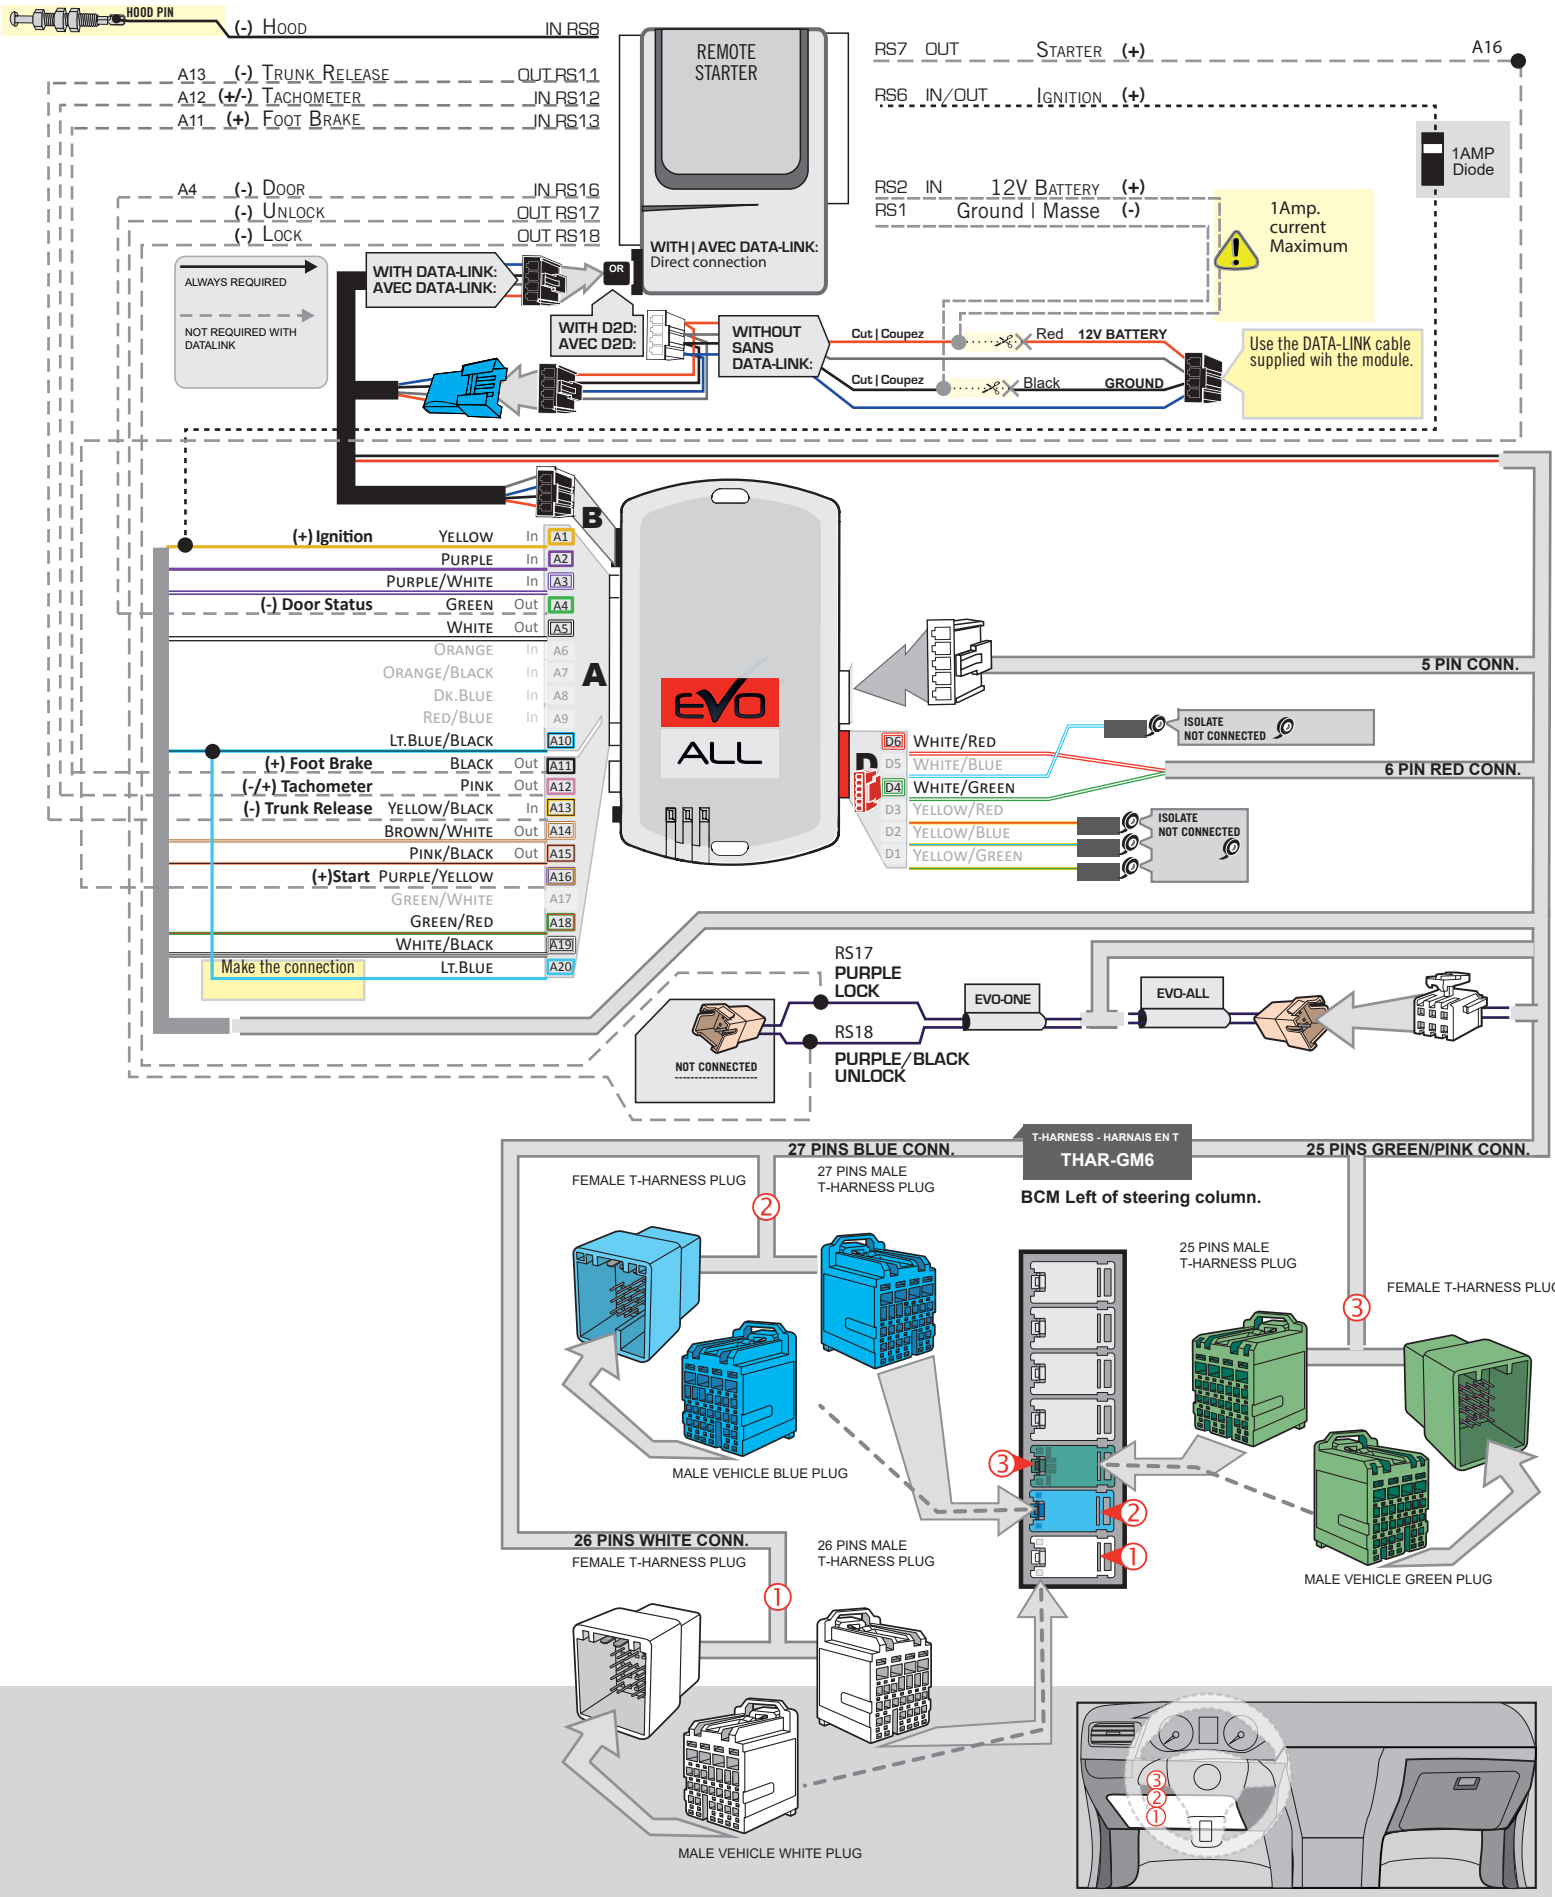 HOOD PIN
(-) HOOD IN RS8
A13 (-) TRUNK RELEASE OUT RS11
A12 (+/-) TACHOMETER IN RS12
A11 (+) FOOT BRAKE IN RS13
A4 (-) DOOR IN RS16
(-) UNLOCK OUT RS17
(-) LOCK OUT RS18
REMOTE
STARTER
WITH | AVEC DATA-LINK:
Direct connection
RS7 OUT STARTER (+) A16
RS6 IN/OUT IGNITION (+)
1AMP
Diode
RS2 IN 12V BATTERY (+)
RS1 Ground | Masse (-)
1Amp.
current
Maximum
ALWAYS REQUIRED
NOT REQUIRED WITH
DATALINK
WITH DATA-LINK:
AVEC DATA-LINK:
OR
WITH D2D:
AVEC D2D:
WITHOUT
SANS
DATA-LINK:
Cut | Coupez Red 12V BATTERY
Cut | Coupez Black GROUND
Use the DATA-LINK cable
supplied wih the module.
B
A
D
(+) Ignition YELLOW In A1
PURPLE In A2
PURPLE/WHITE In A3
(-) Door Status GREEN Out A4
WHITE Out A5
ORANGE In A6
ORANGE/BLACK In A7
DK.BLUE In A8
RED/BLUE In A9
LT.BLUE/BLACK A10
(+) Foot Brake BLACK Out A11
(-/+) Tachometer PINK Out A12
(-) Trunk Release YELLOW/BLACK In A13
BROWN/WHITE Out A14
PINK/BLACK Out A15
(+)Start PURPLE/YELLOW A16
GREEN/WHITE A17
GREEN/RED A18
WHITE/BLACK A19
Make the connection LT.BLUE A20
EVO
ALL
5 PIN CONN.
D6 WHITE/RED
D5 WHITE/BLUE
D4 WHITE/GREEN
D3 YELLOW/RED
D2 YELLOW/BLUE
D1 YELLOW/GREEN
ISOLATE
NOT CONNECTED
6 PIN RED CONN.
ISOLATE
NOT CONNECTED
RS17
PURPLE
LOCK
RS18
PURPLE/BLACK
UNLOCK
NOT CONNECTED
EVO-ONE
EVO-ALL
T-HARNESS - HARNAIS EN T
THAR-GM6
27 PINS BLUE CONN.
25 PINS GREEN/PINK CONN.
BCM Left of steering column.
FEMALE T-HARNESS PLUG
27 PINS MALE
T-HARNESS PLUG
2
MALE VEHICLE BLUE PLUG
25 PINS MALE
T-HARNESS PLUG
FEMALE T-HARNESS PLUG
3
MALE VEHICLE GREEN PLUG
3
2
1
26 PINS WHITE CONN.
FEMALE T-HARNESS PLUG
26 PINS MALE
T-HARNESS PLUG
1
MALE VEHICLE WHITE PLUG
3
2
1